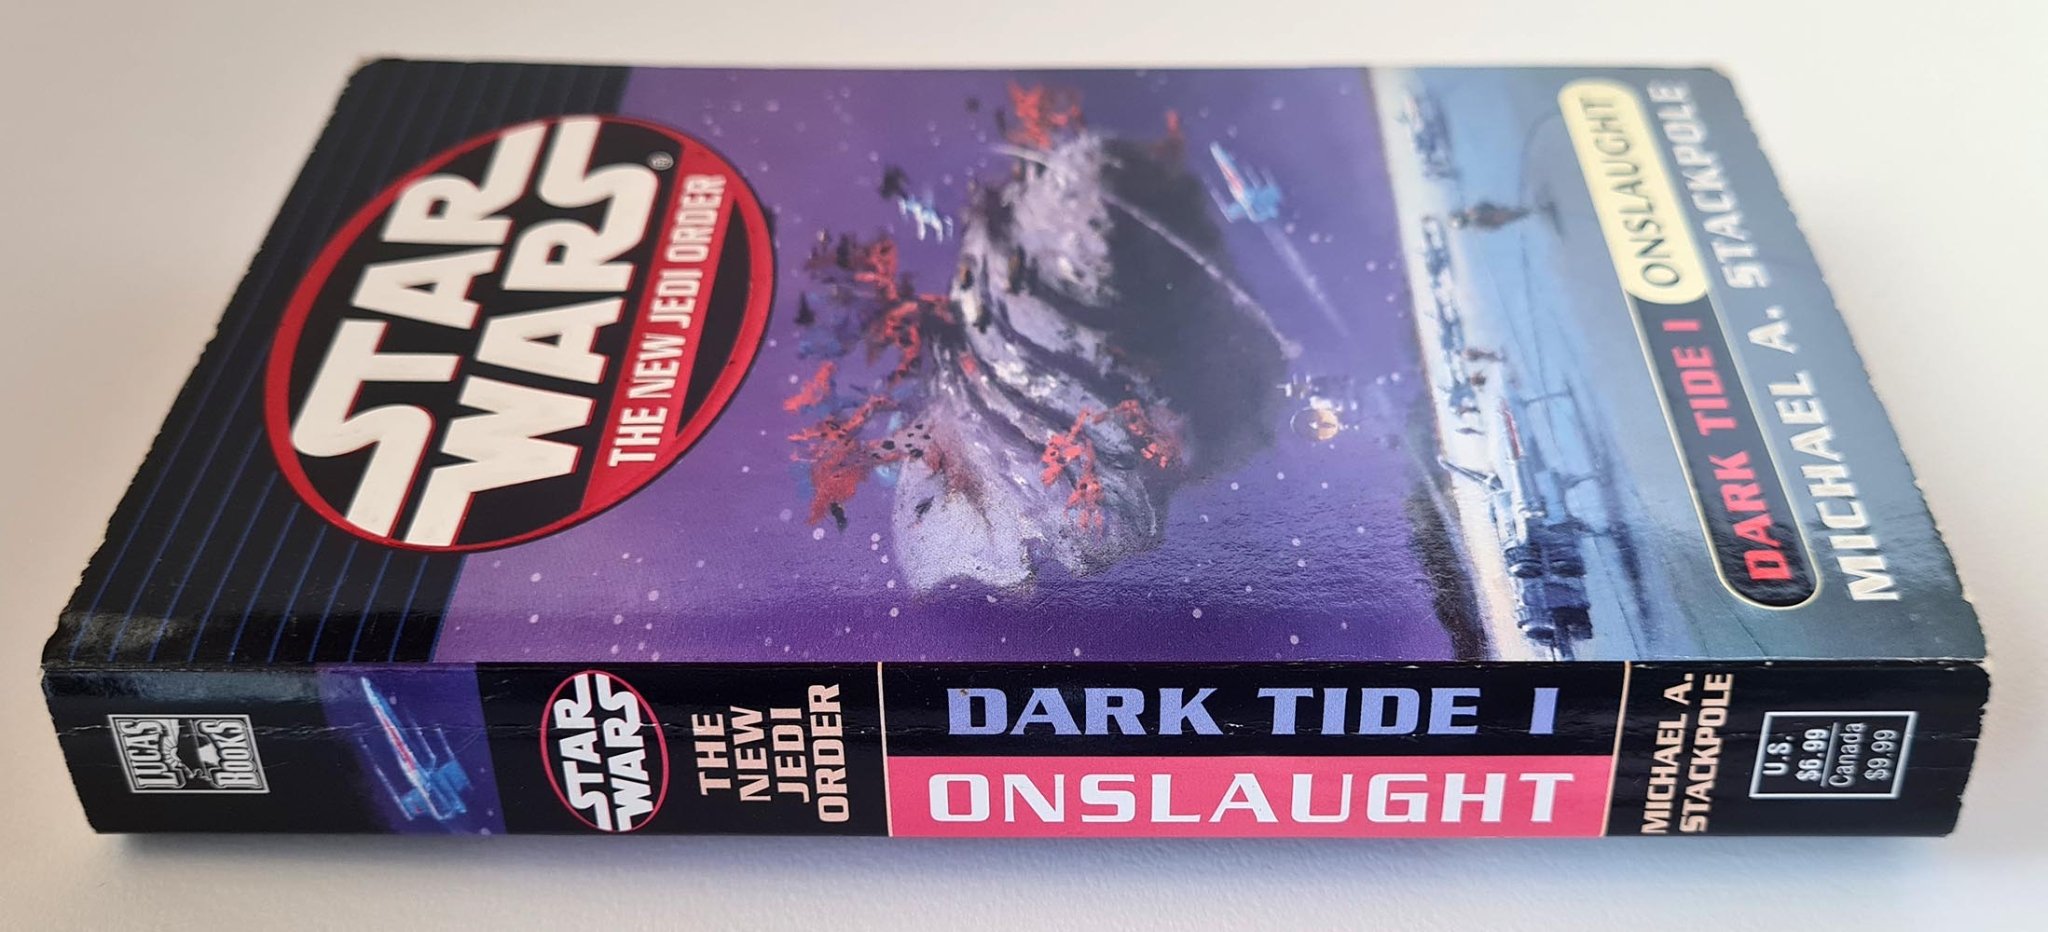 STAR
WARS®
THE NEW JEDI ORDER
DARK TIDE I ONSLAUGHT
MICHAEL A. STACKPOLE
LUCAS
BOOKS
STAR
WARS
THE
NEW
JEDI
ORDER
DARK TIDE I
ONSLAUGHT
MICHAEL A.
STACKPOLE
U.S.
$6.99
Canada
$9.99